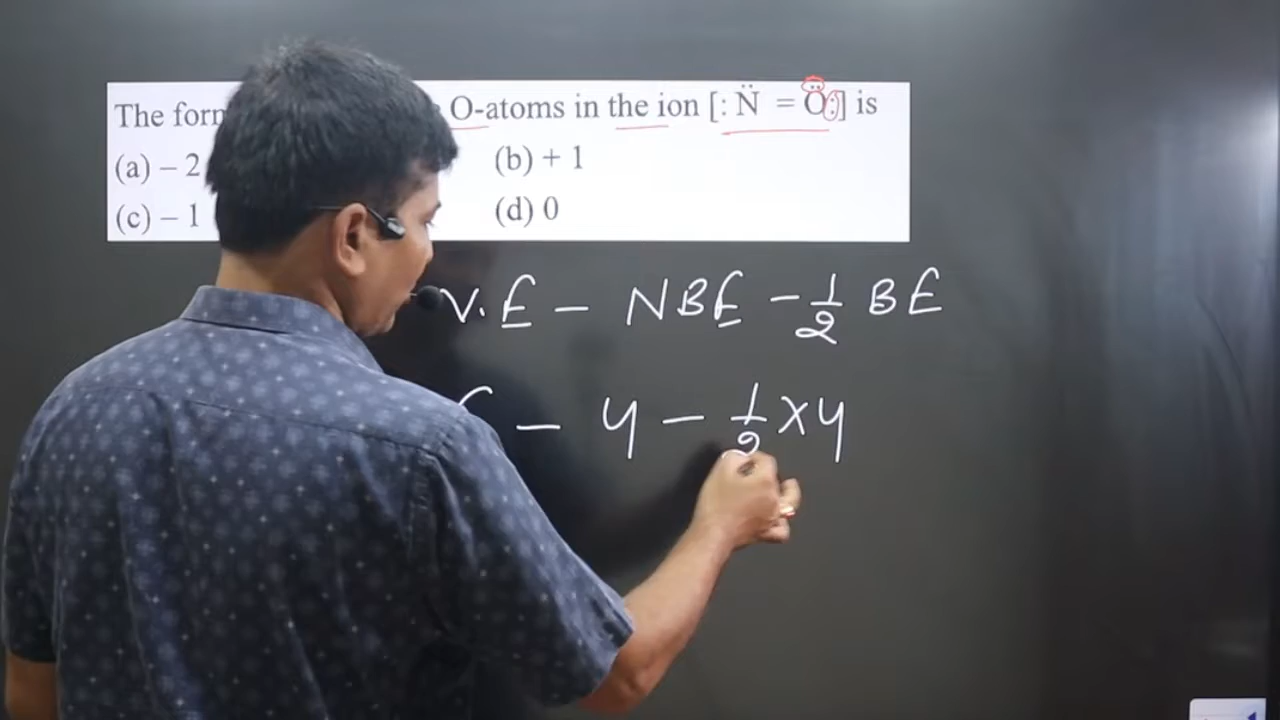 The form O-atoms in the ion [: N̈ = Ö:] is
(a) – 2 (b) + 1
(c) – 1 (d) 0
V.E – NBE – 1/2 BE
– 4 – 1/2 × 4